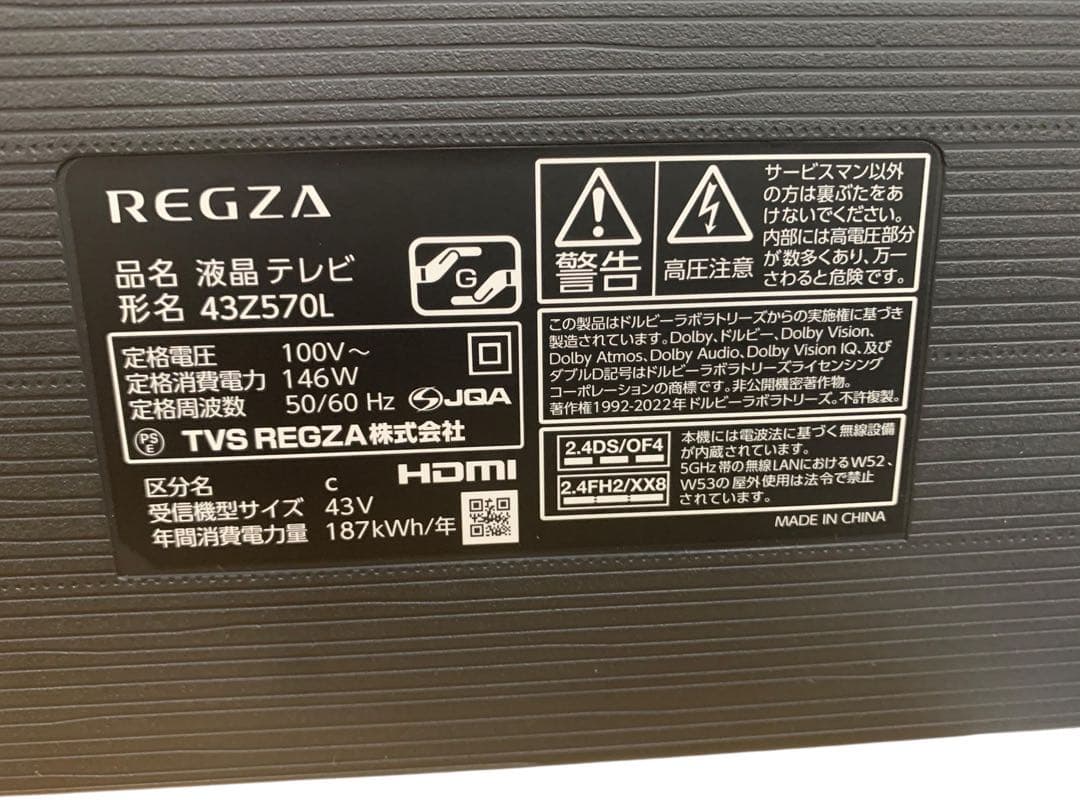 REGZA
品名 液晶テレビ
形名 43Z570L
G
定格電圧 100V～
定格消費電力 146W
定格周波数 50/60 Hz
JQA
PS
E
TVS REGZA株式会社
HDMI
区分名 C
受信機型サイズ 43V
年間消費電力量 187kWh/年
警告
高圧注意
サービスマン以外
の方は裏ぶたをあ
けないでください。
内部には高電圧部分
が数多くあり、万一
さわると危険です。
この製品はドルビーラボラトリーズからの実施権に基づき
製造されています。Dolby、ドルビー、Dolby Vision、
Dolby Atmos、Dolby Audio、Dolby Vision IQ、及び
ダブルD記号はドルビーラボラトリーズライセンシング
コーポレーションの商標です。非公開機密著作物。
著作権1992-2022年ドルビーラボラトリーズ。不許複製。
2.4DS/OF4
2.4FH2/XX8
本機には電波法に基づく無線設備
が内蔵されています。
5GHz帯の無線LANにおけるW52、
W53の屋外使用は法令で禁止
されています。
MADE IN CHINA